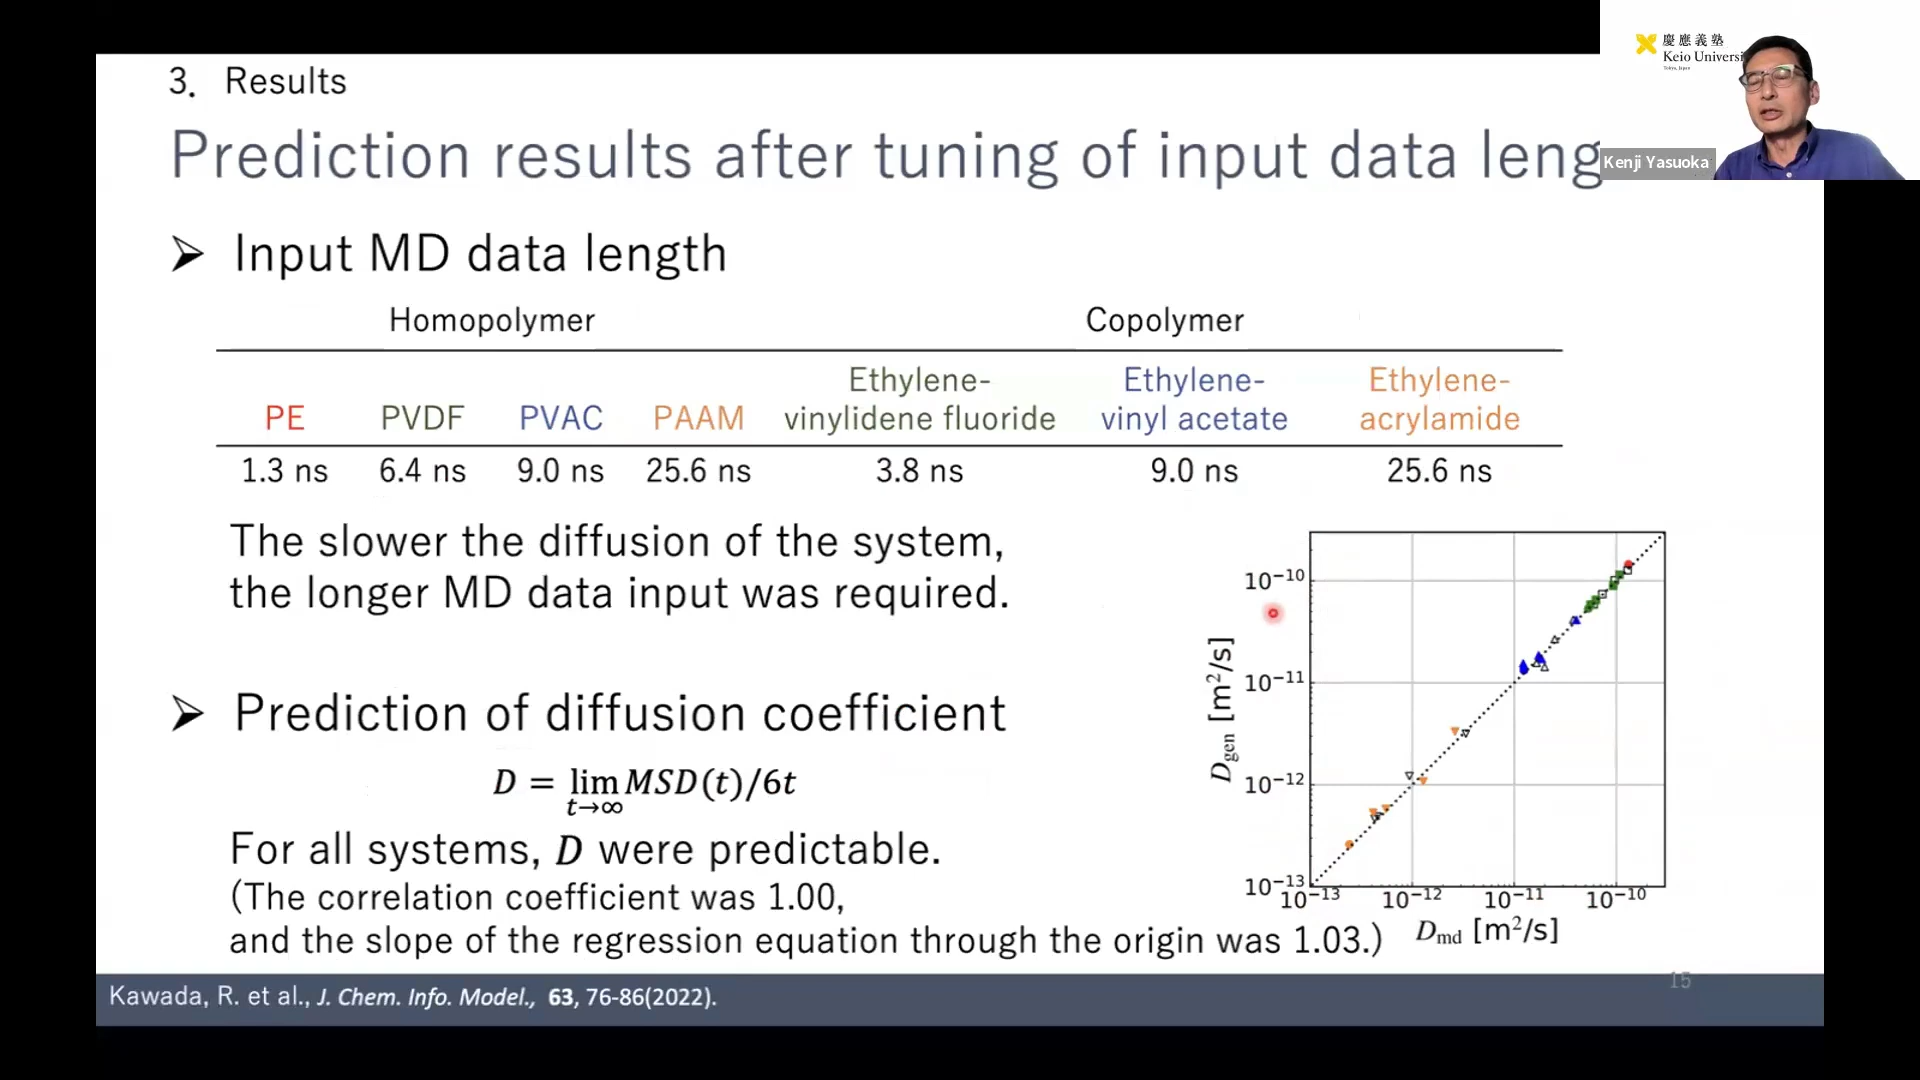 慶應義塾
Keio Universi
Tokyo, Japan
Kenji Yasuoka
3. Results
Prediction results after tuning of input data leng
➢ Input MD data length
Homopolymer Copolymer
PE PVDF PVAC PAAM Ethylene-vinylidene fluoride Ethylene-vinyl acetate Ethylene-acrylamide
1.3 ns 6.4 ns 9.0 ns 25.6 ns 3.8 ns 9.0 ns 25.6 ns
The slower the diffusion of the system,
the longer MD data input was required.
➢ Prediction of diffusion coefficient
D = lim t→∞ MSD(t)/6t
For all systems, D were predictable.
(The correlation coefficient was 1.00,
and the slope of the regression equation through the origin was 1.03.)
D_gen [m²/s]
10⁻¹⁰
10⁻¹¹
10⁻¹²
10⁻¹³
10⁻¹³ 10⁻¹² 10⁻¹¹ 10⁻¹⁰
D_md [m²/s]
15
Kawada, R. et al., J. Chem. Info. Model., 63, 76-86(2022).